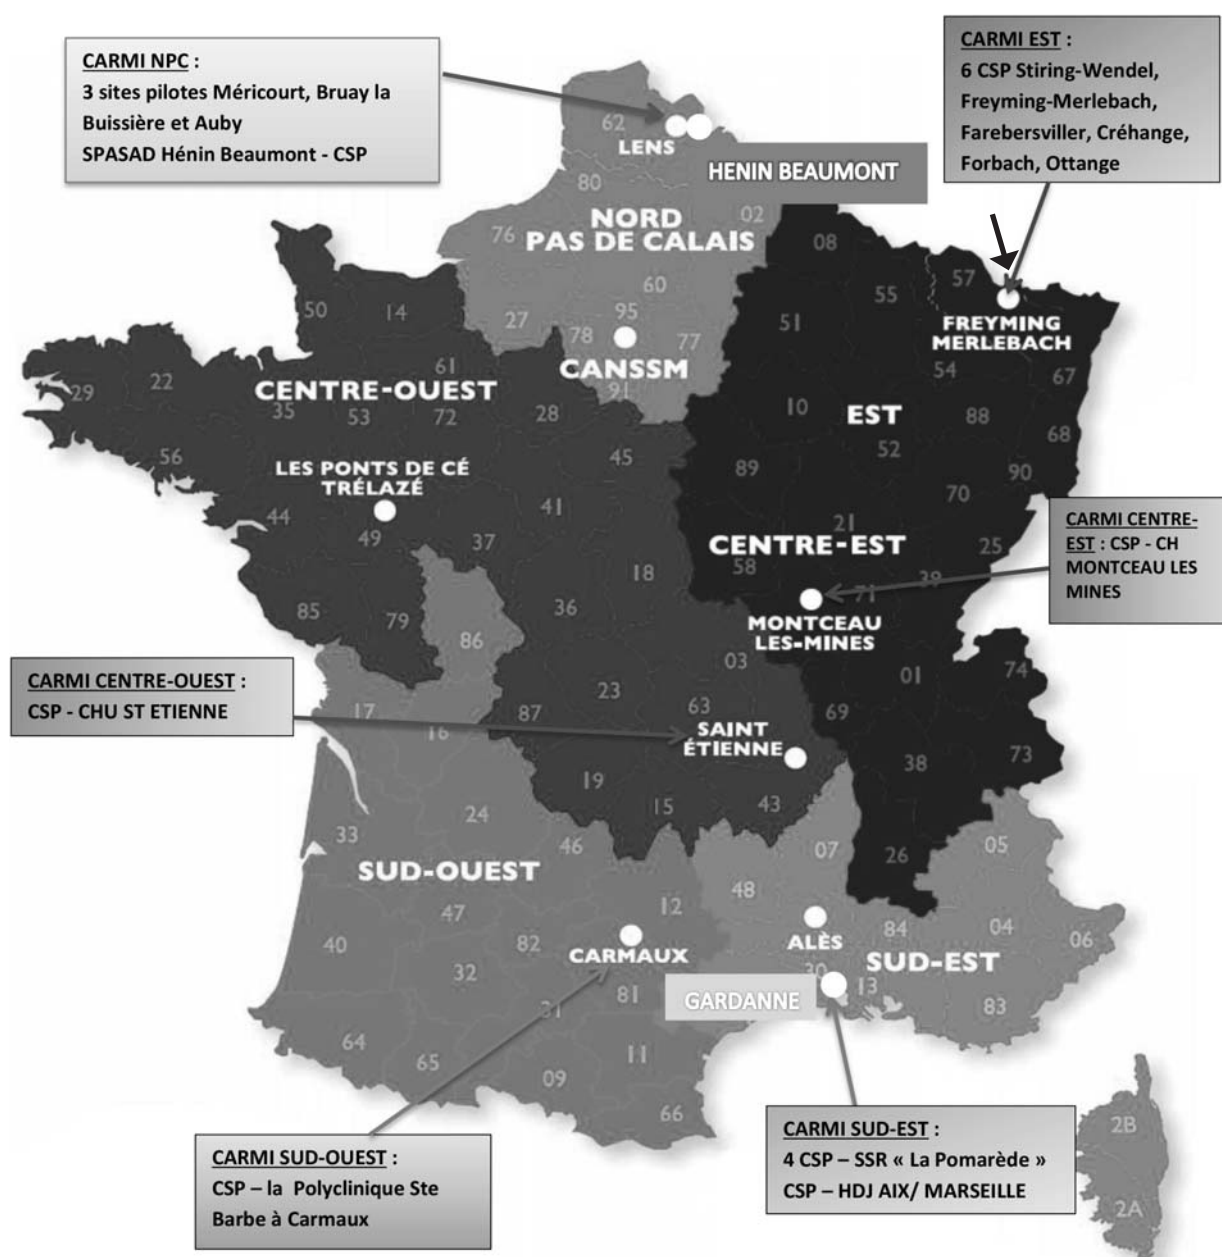 CARMI NPC :
3 sites pilotes Méricourt, Bruay la
Buissière et Auby
SPASAD Hénin Beaumont - CSP
CARMI EST :
6 CSP Stiring-Wendel,
Freyming-Merlebach,
Farebersviller, Créhange,
Forbach, Ottange
62
LENS
HENIN BEAUMONT
80
02
NORD
PAS DE CALAIS
76
08
57
60
55
50
14
27
95
78
77
51
FREYMING
MERLEBACH
CANSSM
61
54
67
29
22
CENTRE-OUEST
91
35
53
72
28
10
EST
88
68
56
45
52
89
90
LES PONTS DE CÉ
TRÉLAZÉ
70
44
41
21
49
37
CENTRE-EST
25
58
18
39
CARMI CENTRE-
EST : CSP - CH
MONTCEAU LES
MINES
71
85
79
36
MONTCEAU
LES-MINES
86
03
74
01
CARMI CENTRE-OUEST :
CSP - CHU ST ETIENNE
23
63
17
16
87
69
SAINT
ÉTIENNE
73
38
19
15
43
24
33
46
07
05
26
SUD-OUEST
48
47
12
40
82
ALÈS
84
04
06
CARMAUX
32
30
SUD-EST
81
GARDANNE
13
83
31
64
65
11
09
66
CARMI SUD-OUEST :
CSP – la Polyclinique Ste
Barbe à Carmaux
CARMI SUD-EST :
4 CSP – SSR « La Pomarède »
CSP – HDJ AIX/ MARSEILLE
2B
2A